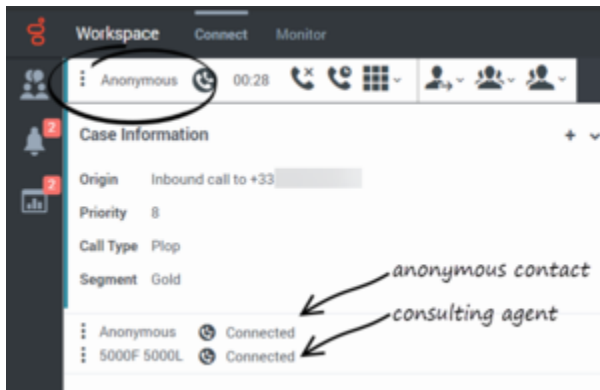 Workspace Connect Monitor
Anonymous 00:28
2
Case Information
2
Origin Inbound call to +33
Priority 8
Call Type Plop
Segment Gold
anonymous contact
consulting agent
Anonymous Connected
5000F 5000L Connected